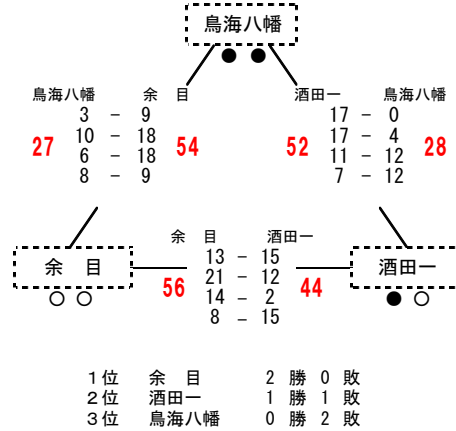 鳥海八幡
● ●
鳥海八幡 余 目
27 54
3 － 9
10 － 18
6 － 18
8 － 9
酒田一 鳥海八幡
52 28
17 － 0
17 － 4
11 － 12
7 － 12
余 目 酒田一
56 44
13 － 15
21 － 12
14 － 2
8 － 15
余 目
○ ○
酒田一
● ○
1位 余 目 2 勝 0 敗
2位 酒田一 1 勝 1 敗
3位 鳥海八幡 0 勝 2 敗